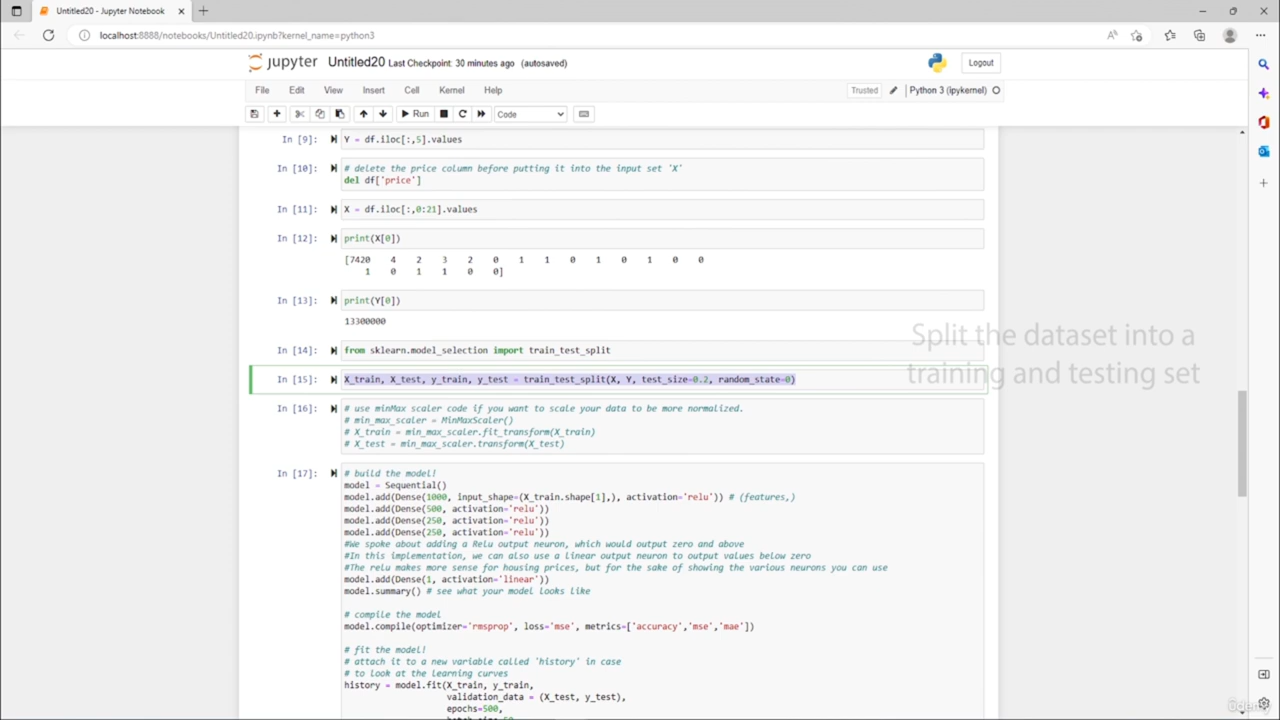 Untitled20 - Jupyter Notebook
localhost:8888/notebooks/Untitled20.ipynb?kernel_name=python3
jupyter Untitled20 Last Checkpoint: 30 minutes ago (autosaved)
Logout
File Edit View Insert Cell Kernel Help
Trusted
Python 3 (ipykernel)
Run
Code
In [9]: Y = df.iloc[:,5].values
In [10]: # delete the price column before putting it into the input set 'X'
del df['price']
In [11]: X = df.iloc[:,0:21].values
In [12]: print(X[0])
[7420 4 2 3 2 0 1 1 0 1 0 1 0 0
1 0 1 1 0 0]
In [13]: print(Y[0])
13300000
Split the dataset into a
training and testing set
In [14]: from sklearn.model_selection import train_test_split
In [15]: X_train, X_test, y_train, y_test = train_test_split(X, Y, test_size=0.2, random_state=0)
In [16]: # use minMax scaler code if you want to scale your data to be more normalized.
# min_max_scaler = MinMaxScaler()
# X_train = min_max_scaler.fit_transform(X_train)
# X_test = min_max_scaler.transform(X_test)
In [17]: # build the model!
model = Sequential()
model.add(Dense(1000, input_shape=(X_train.shape[1],), activation='relu')) # (features,)
model.add(Dense(500, activation='relu'))
model.add(Dense(250, activation='relu'))
model.add(Dense(250, activation='relu'))
#We spoke about adding a Relu output neuron, which would output zero and above
#In this implementation, we can also use a linear output neuron to output values below zero
#The relu makes more sense for housing prices, but for the sake of showing the various neurons you can use
model.add(Dense(1, activation='linear'))
model.summary() # see what your model looks like
# compile the model
model.compile(optimizer='rmsprop', loss='mse', metrics=['accuracy','mse','mae'])
# fit the model!
# attach it to a new variable called 'history' in case
# to look at the learning curves
history = model.fit(X_train, y_train,
validation_data = (X_test, y_test),
epochs=500,